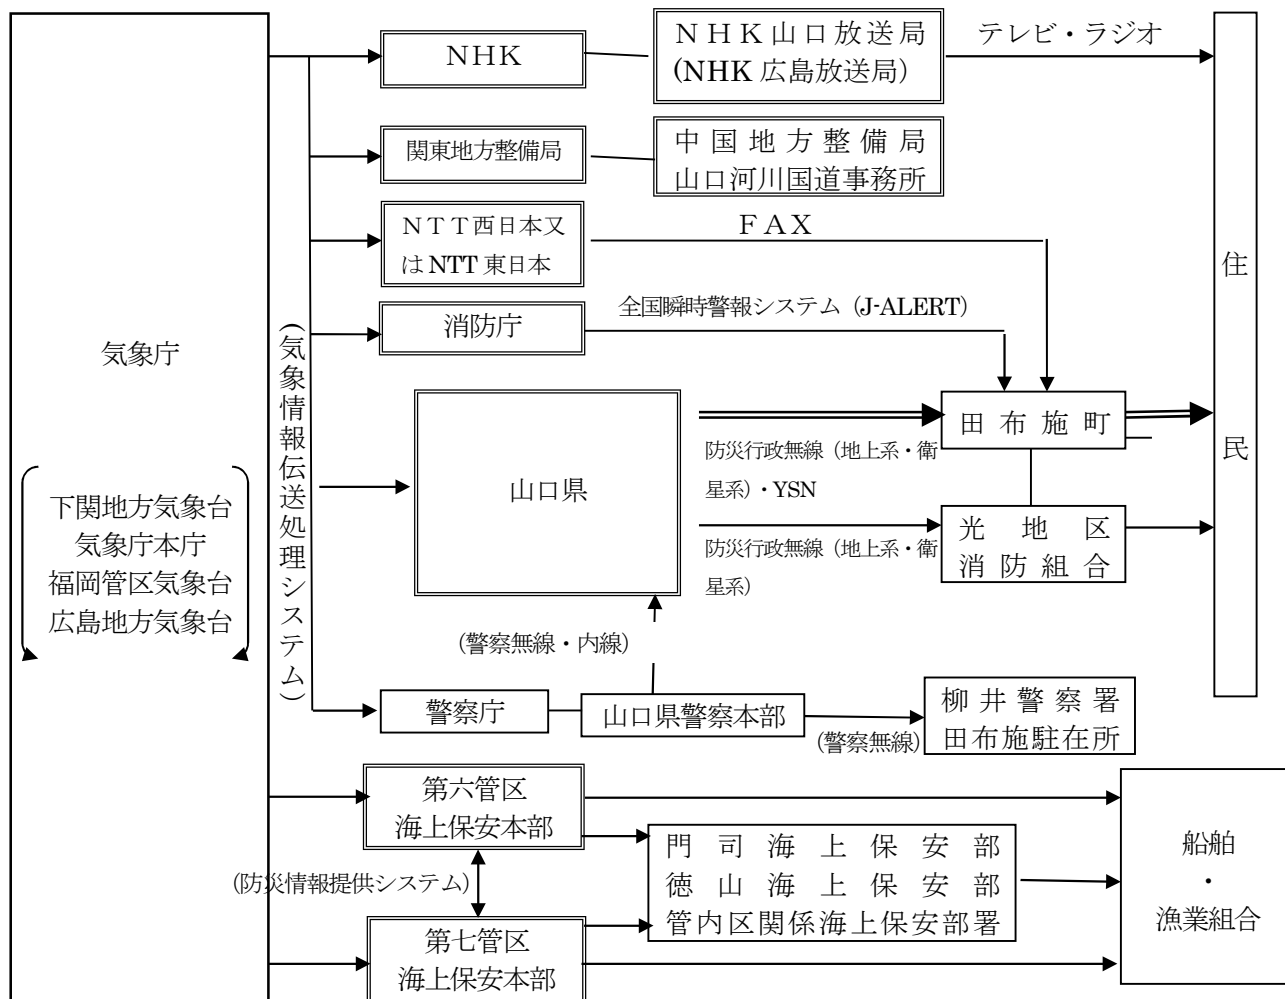 気象庁
下関地方気象台
気象庁本庁
福岡管区気象台
広島地方気象台
(気象情報伝送処理システム)
NHK
ＮＨＫ山口放送局
(NHK 広島放送局）
テレビ・ラジオ
関東地方整備局
中国地方整備局
山口河川国道事務所
ＮＴＴ西日本又
は NTT 東日本
ＦＡＸ
消防庁
全国瞬時警報システム（J-ALERT）
山口県
防災行政無線（地上系・衛
星系）・YSN
防災行政無線（地上系・衛
星系）
田布施町
光地区
消防組合
住民
(警察無線・内線）
警察庁
山口県警察本部
(警察無線）
柳井警察署
田布施駐在所
第六管区
海上保安本部
(防災情報提供システム）
第七管区
海上保安本部
門司海上保安部
徳山海上保安部
管内区関係海上保安部署
船舶
・
漁業組合